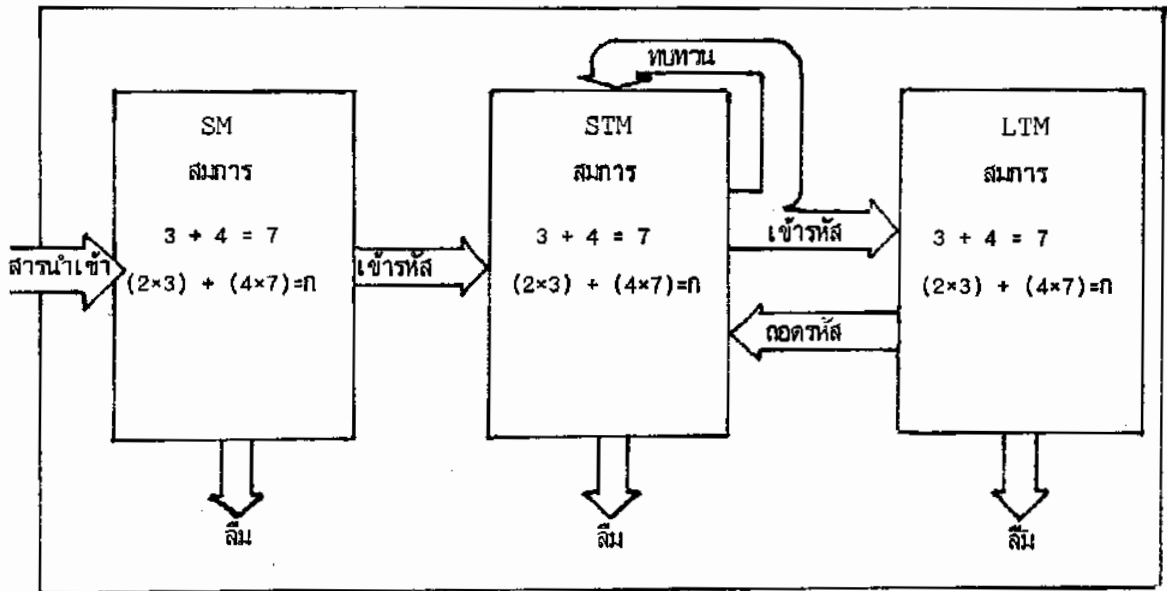 ทบทวน
SM
สมการ
3 + 4 = 7
(2×3) + (4×7)=ก
STM
สมการ
3 + 4 = 7
(2×3) + (4×7)=ก
LTM
สมการ
3 + 4 = 7
(2×3) + (4×7)=ก
สารนำเข้า
เข้ารหัส
เข้ารหัส
ถอดรหัส
ลืม
ลืม
ลืม